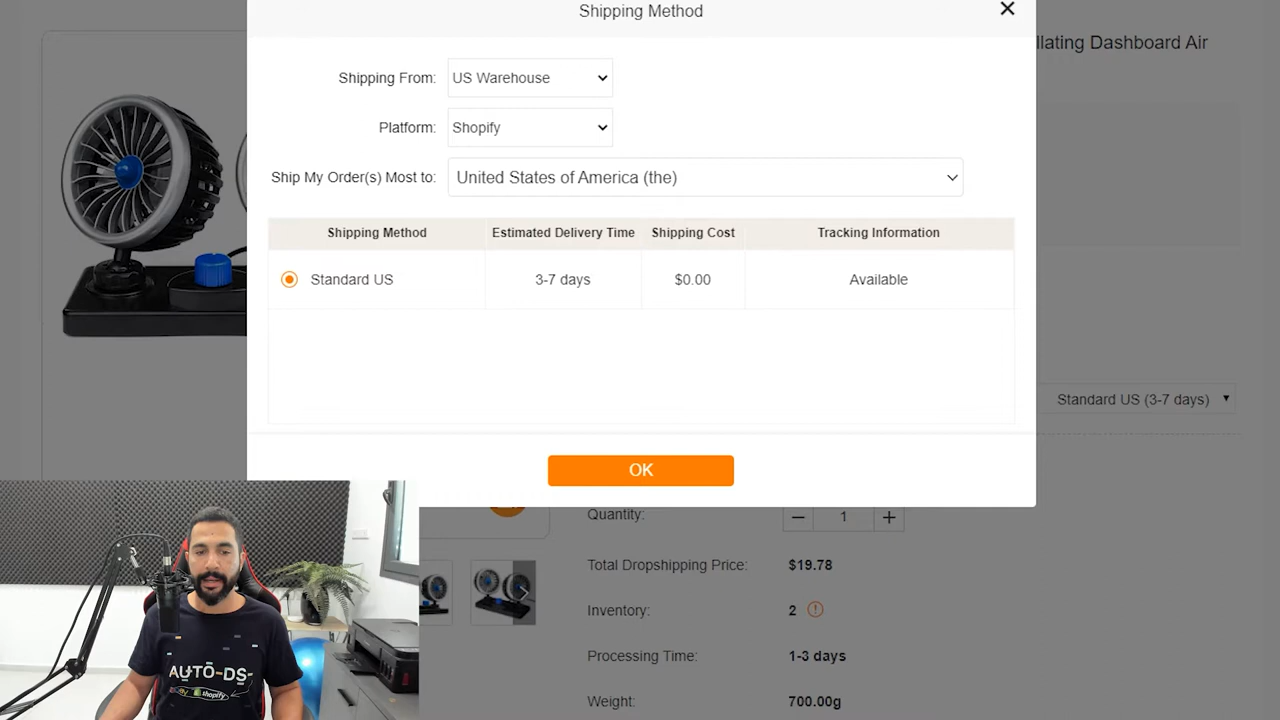 Shipping Method
llating Dashboard Air
Shipping From: US Warehouse
Platform: Shopify
Ship My Order(s) Most to: United States of America (the)
Shipping Method Estimated Delivery Time Shipping Cost Tracking Information
Standard US 3-7 days $0.00 Available
Standard US (3-7 days)
OK
Quantity: 1
Total Dropshipping Price: $19.78
Inventory: 2
Processing Time: 1-3 days
Weight: 700.00g
AUTO-DS
shopify